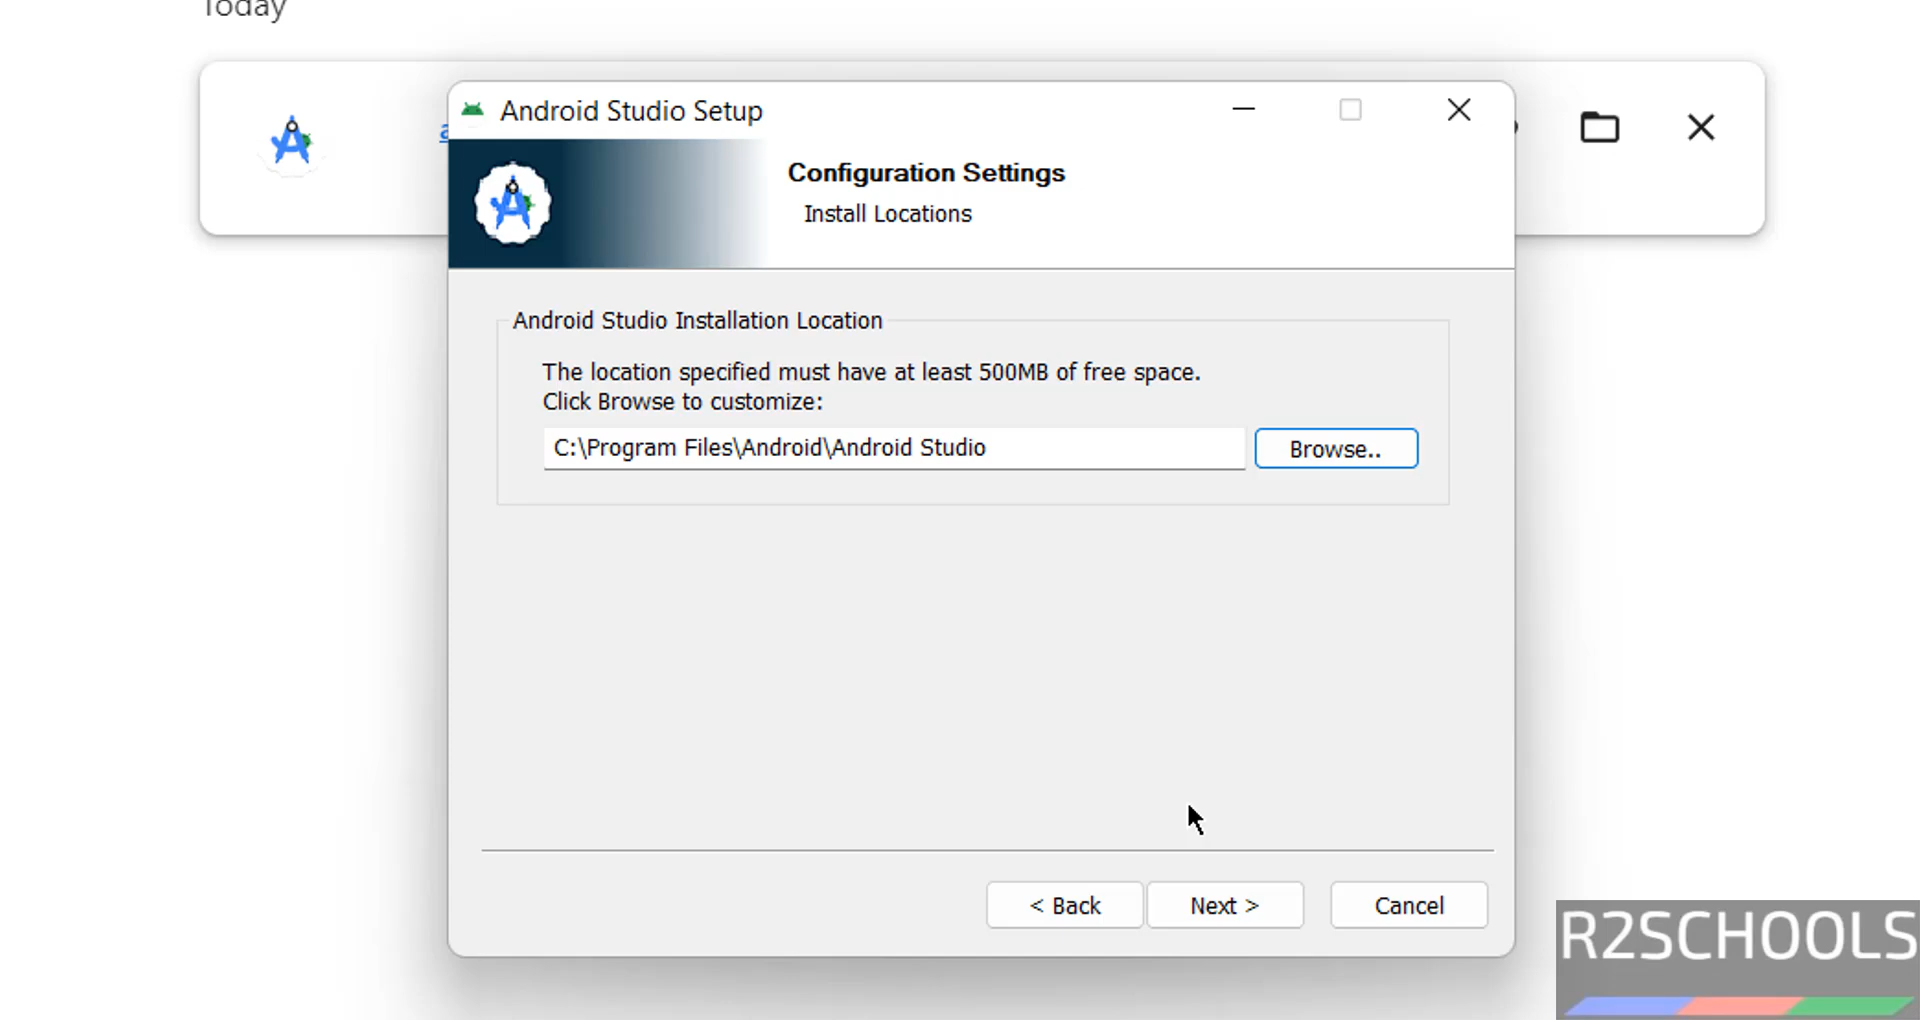 Today
Android Studio Setup
Configuration Settings
Install Locations
Android Studio Installation Location
The location specified must have at least 500MB of free space.
Click Browse to customize:
C:\Program Files\Android\Android Studio
Browse..
< Back
Next >
Cancel
R2SCHOOLS